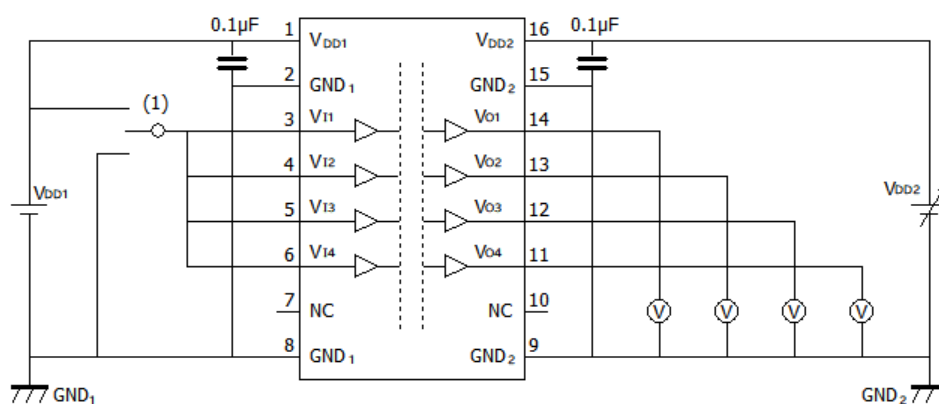 0.1μF 1 VDD1 VDD2 16 0.1μF
2 GND1 GND2 15
(1) 3 VI1 VO1 14
4 VI2 VO2 13
VDD1 5 VI3 VO3 12 VDD2
6 VI4 VO4 11
7 NC NC 10
V V V V
8 GND1 GND2 9
GND1 GND2